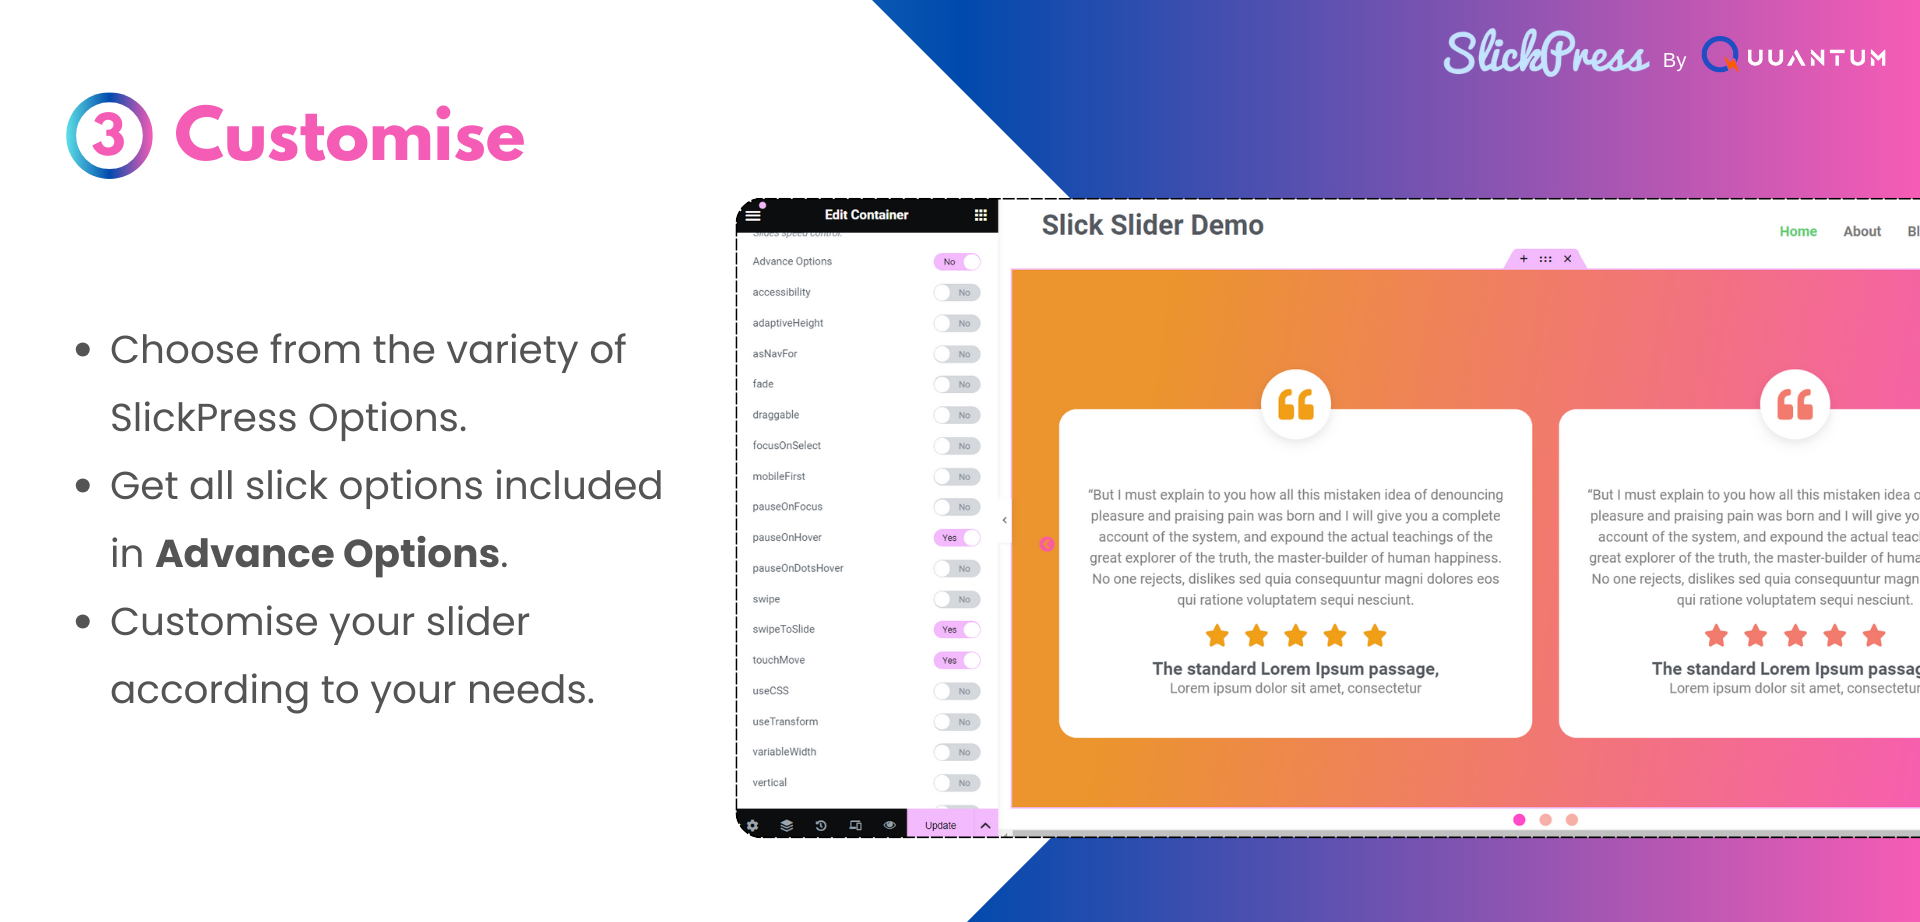 SlickPress By QUUANTUM
3 Customise
• Choose from the variety of
SlickPress Options.
• Get all slick options included
in Advance Options.
• Customise your slider
according to your needs.
Edit Container
Slides speed control.
Advance Options No
accessibility No
adaptiveHeight No
asNavFor No
fade No
draggable No
focusOnSelect No
mobileFirst No
pauseOnFocus No
pauseOnHover Yes
pauseOnDotsHover No
swipe No
swipeToSlide Yes
touchMove Yes
useCSS No
useTransform No
variableWidth No
vertical No
Update
Slick Slider Demo
Home About Bl
“But I must explain to you how all this mistaken idea of denouncing
pleasure and praising pain was born and I will give you a complete
account of the system, and expound the actual teachings of the
great explorer of the truth, the master-builder of human happiness.
No one rejects, dislikes sed quia consequuntur magni dolores eos
qui ratione voluptatem sequi nesciunt.
The standard Lorem Ipsum passage,
Lorem ipsum dolor sit amet, consectetur
“But I must explain to you how all this mistaken idea o
pleasure and praising pain was born and I will give yo
account of the system, and expound the actual teac
great explorer of the truth, the master-builder of huma
No one rejects, dislikes sed quia consequuntur magn
qui ratione voluptatem sequi nesciunt.
The standard Lorem Ipsum passag
Lorem ipsum dolor sit amet, consectetur